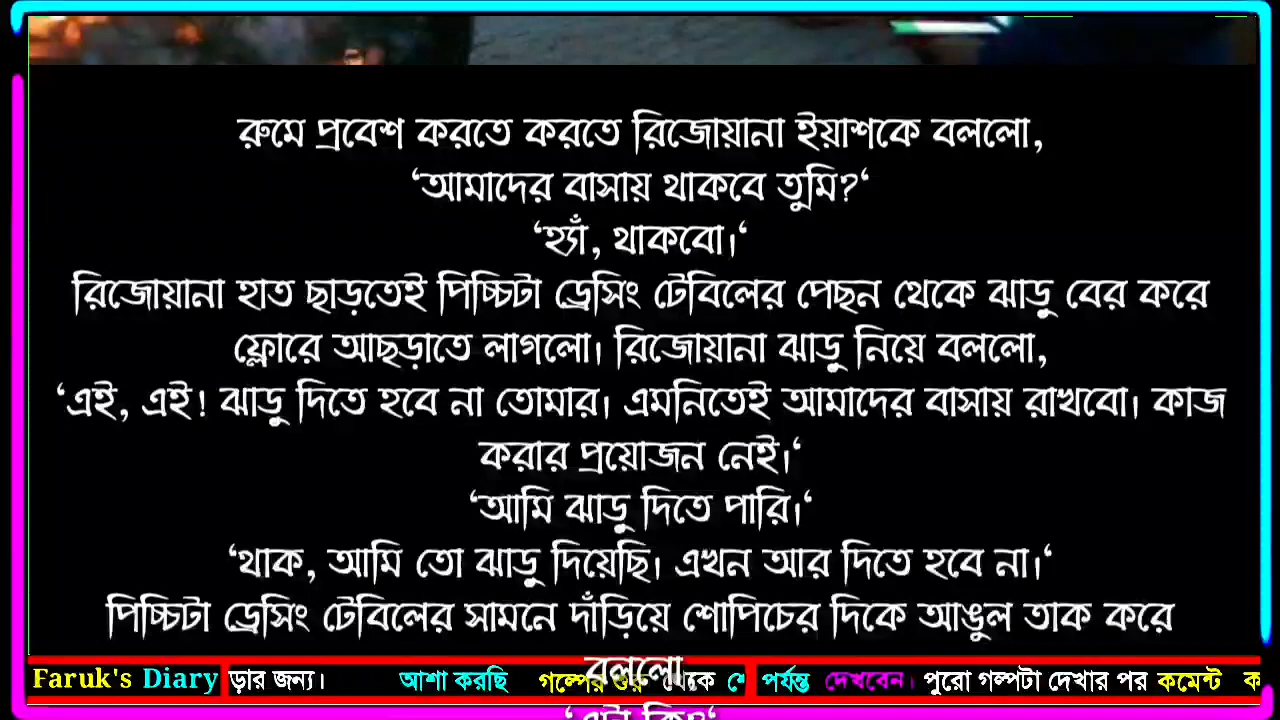 রুমে প্রবেশ করতে করতে রিজোয়ানা ইয়াশকে বললো,
‘আমাদের বাসায় থাকবে তুমি?‘
‘হ্যাঁ, থাকবো।‘
রিজোয়ানা হাত ছাড়তেই পিচ্চিটা ড্রেসিং টেবিলের পেছন থেকে ঝাড়ু বের করে
ফ্লোরে আছড়াতে লাগলো। রিজোয়ানা ঝাড়ু নিয়ে বললো,
‘এই, এই! ঝাড়ু দিতে হবে না তোমার। এমনিতেই আমাদের বাসায় রাখবো। কাজ
করার প্রয়োজন নেই।‘
‘আমি ঝাড়ু দিতে পারি।‘
‘থাক, আমি তো ঝাড়ু দিয়েছি। এখন আর দিতে হবে না।‘
পিচ্চিটা ড্রেসিং টেবিলের সামনে দাঁড়িয়ে শোপিচের দিকে আঙুল তাক করে
বললো,
Faruk's Diary ড়ার জন্য। আশা করছি গল্পের শুরু থেকে শে পর্যন্ত দেখবেন। পুরো গল্পটা দেখার পর কমেন্ট ক